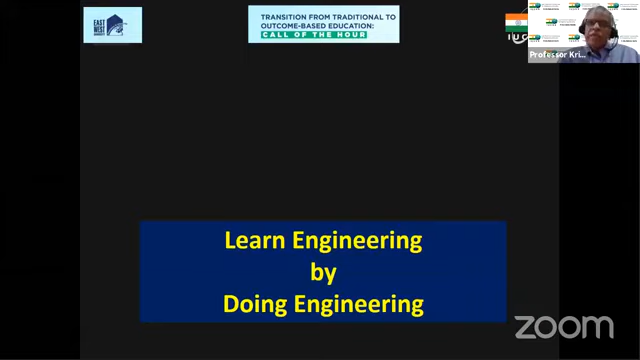 EAST WEST UNIVERSITY
TRANSITION FROM TRADITIONAL TO
OUTCOME-BASED EDUCATION:
CALL OF THE HOUR
Professor Kri...
Learn Engineering
by
Doing Engineering
zoom